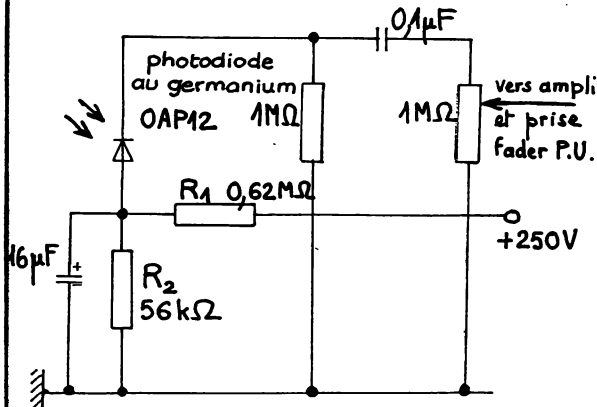 0,1µF
photodiode
au germanium
OAP12
1MΩ
1MΩ
vers ampli
et prise
fader P.U.
R1 0,62MΩ
+250V
16µF
+
-
R2
56kΩ